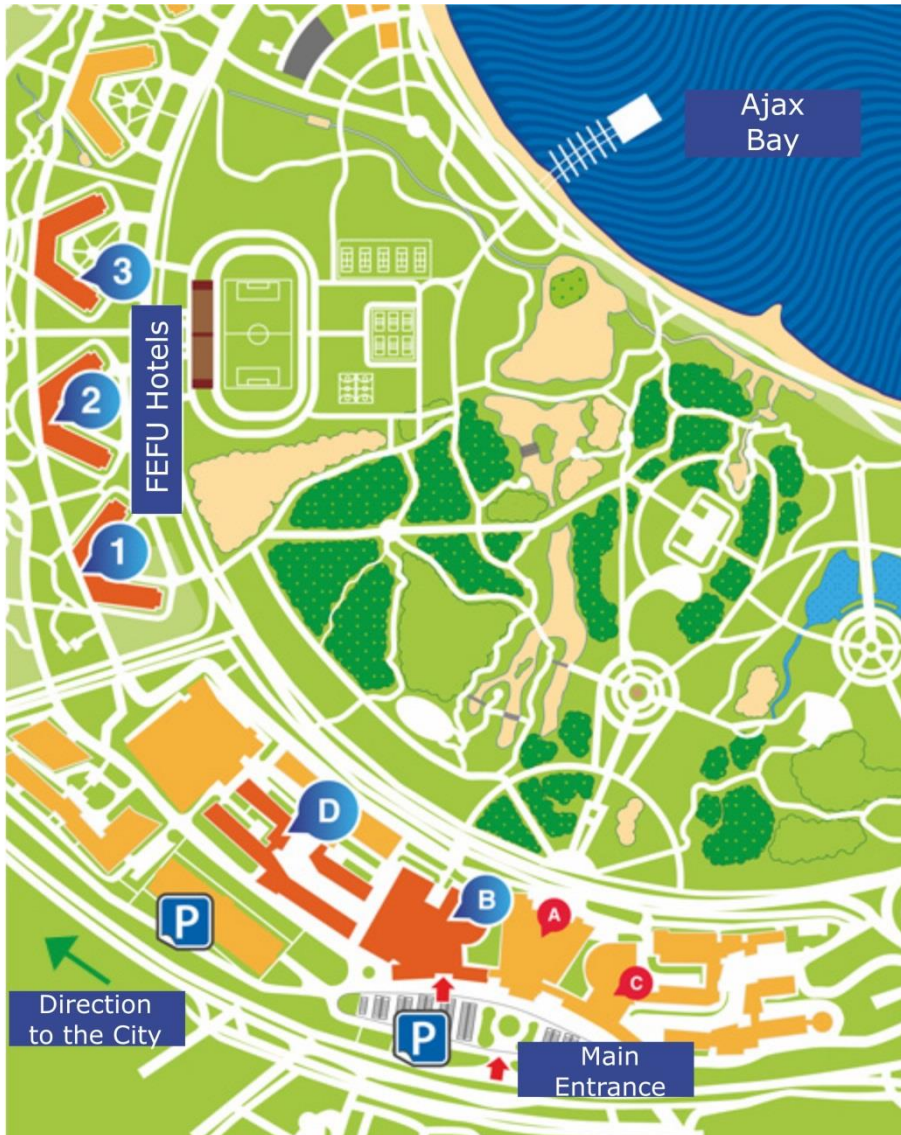 Ajax
Bay
3
FEFU Hotels
2
1
D
B
A
P
C
Direction
to the City
P
Main
Entrance